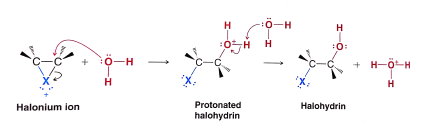 H
H
:O:
:O+—H
:O—H
H
:O:
C—C
+
:O—H
H
C—C
C—C
+
H—O—H
+
H
X
+
:X:
:X:
Halonium ion
Protonated
halohydrin
Halohydrin